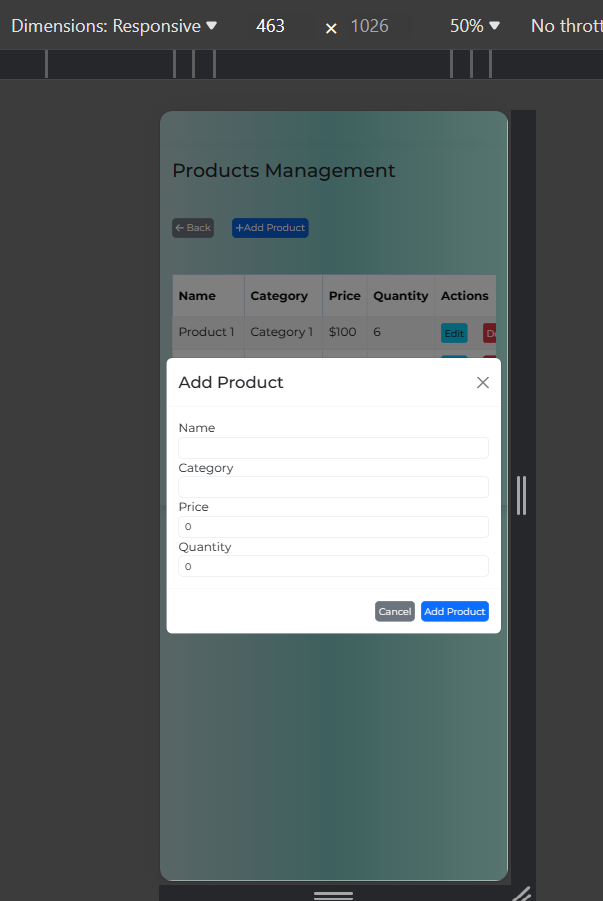 Dimensions: Responsive 463 × 1026 50% No thrott
Products Management
Back Add Product
Name Category Price Quantity Actions
Product 1 Category 1 $100 6 Edit De
Add Product
Name
Category
Price
0
Quantity
0
Cancel Add Product